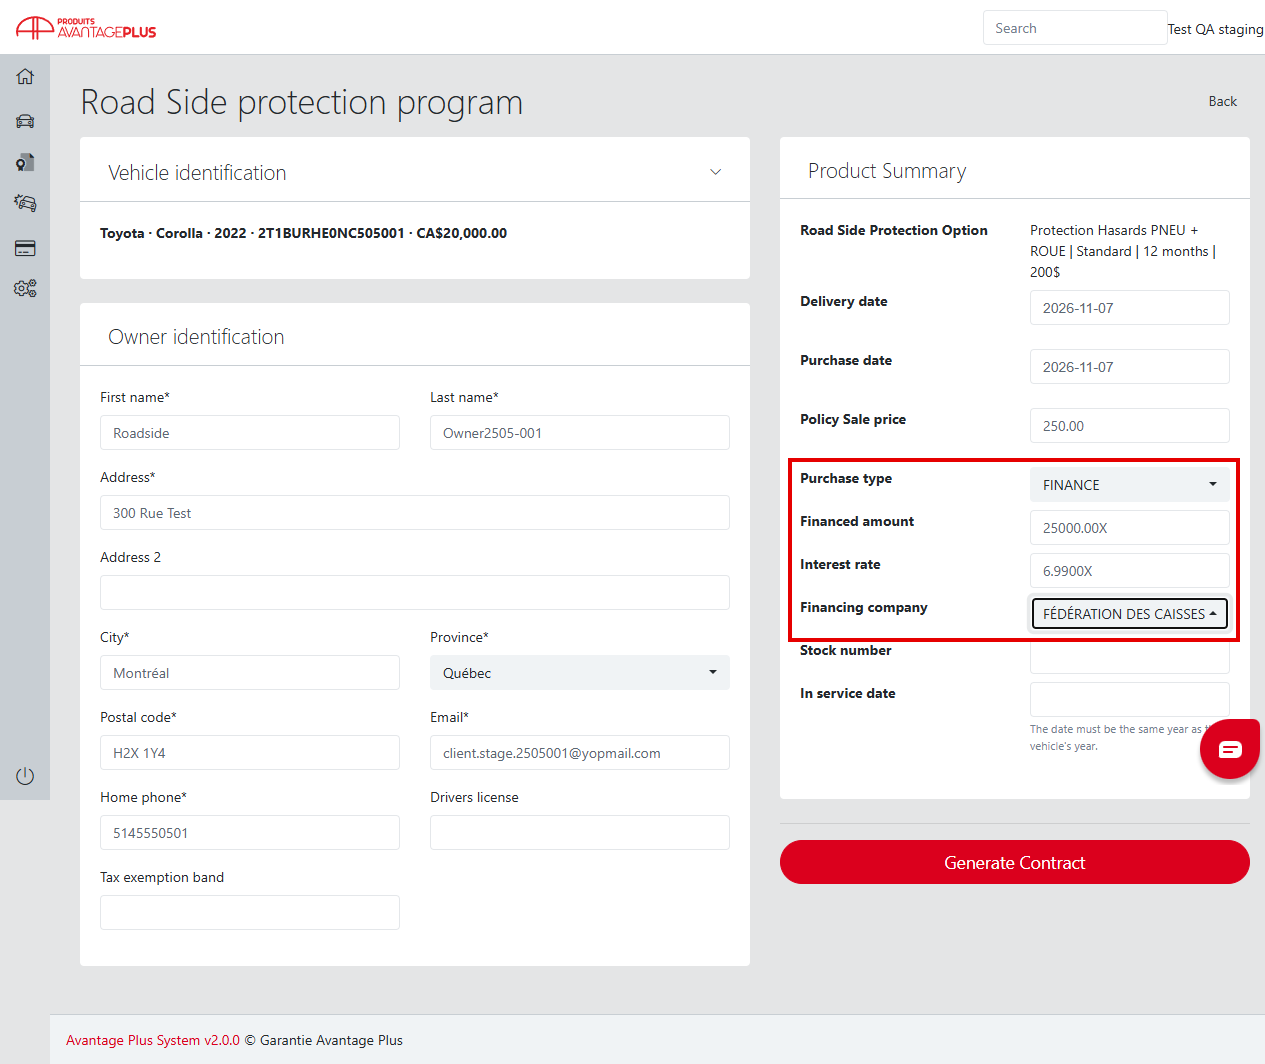 PRODUITS
AVANTAGEPLUS
Search
Test QA staging
Road Side protection program
Back
Vehicle identification
Toyota · Corolla · 2022 · 2T1BURHE0NC505001 · CA$20,000.00
Owner identification
First name*
Last name*
Roadside
Owner2505-001
Address*
300 Rue Test
Address 2
City*
Province*
Montréal
Québec
Postal code*
Email*
H2X 1Y4
client.stage.2505001@yopmail.com
Home phone*
Drivers license
5145550501
Tax exemption band
Product Summary
Road Side Protection Option
Protection Hasards PNEU +
ROUE | Standard | 12 months |
200$
Delivery date
2026-11-07
Purchase date
2026-11-07
Policy Sale price
250.00
Purchase type
FINANCE
Financed amount
25000.00X
Interest rate
6.9900X
Financing company
FÉDÉRATION DES CAISSES
Stock number
In service date
The date must be the same year as
vehicle's year.
Generate Contract
Avantage Plus System v2.0.0 © Garantie Avantage Plus